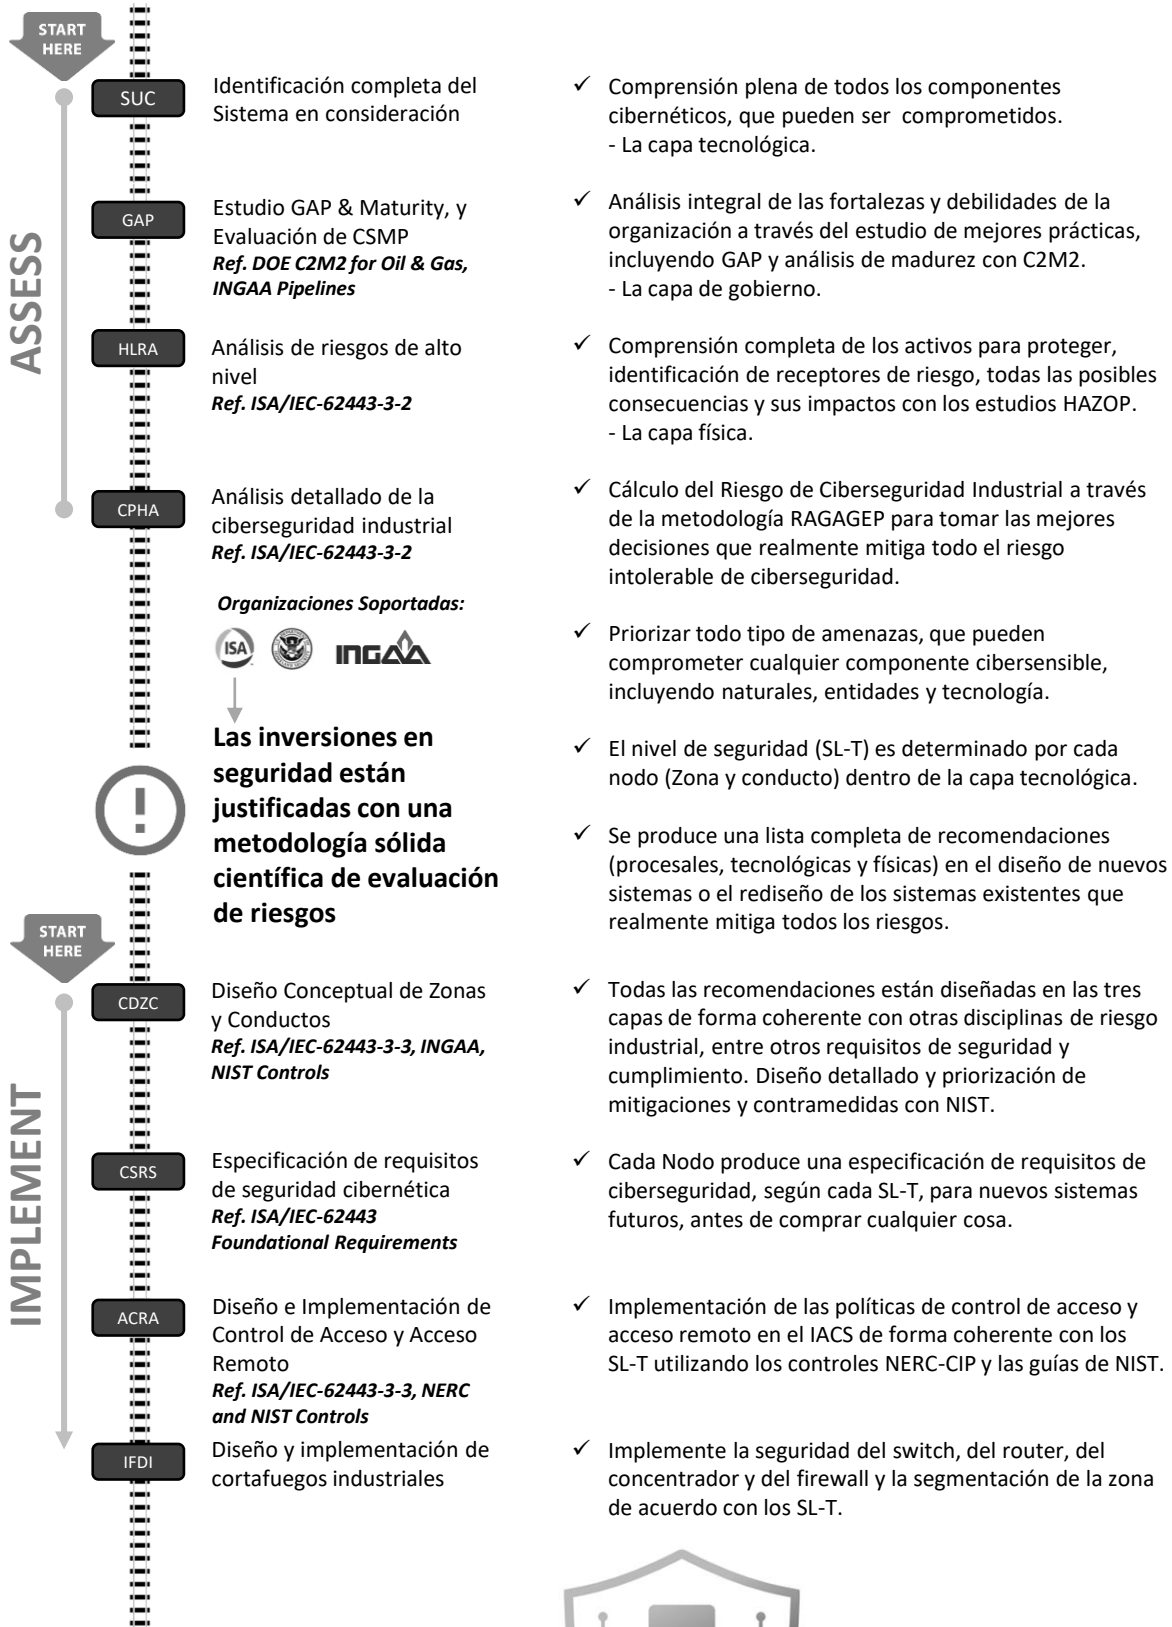 START
HERE
ASSESS
SUC
Identificación completa del
Sistema en consideración
✓ Comprensión plena de todos los componentes
cibernéticos, que pueden ser comprometidos.
- La capa tecnológica.
GAP
Estudio GAP & Maturity, y
Evaluación de CSMP
Ref. DOE C2M2 for Oil & Gas,
INGAA Pipelines
✓ Análisis integral de las fortalezas y debilidades de la
organización a través del estudio de mejores prácticas,
incluyendo GAP y análisis de madurez con C2M2.
- La capa de gobierno.
HLRA
Análisis de riesgos de alto
nivel
Ref. ISA/IEC-62443-3-2
✓ Comprensión completa de los activos para proteger,
identificación de receptores de riesgo, todas las posibles
consecuencias y sus impactos con los estudios HAZOP.
- La capa física.
CPHA
Análisis detallado de la
ciberseguridad industrial
Ref. ISA/IEC-62443-3-2
✓ Cálculo del Riesgo de Ciberseguridad Industrial a través
de la metodología RAGAGEP para tomar las mejores
decisiones que realmente mitiga todo el riesgo
intolerable de ciberseguridad.
Organizaciones Soportadas:
ISA
INGAA
✓ Priorizar todo tipo de amenazas, que pueden
comprometer cualquier componente cibersensible,
incluyendo naturales, entidades y tecnología.
Las inversiones en
seguridad están
justificadas con una
metodología sólida
científica de evaluación
de riesgos
✓ El nivel de seguridad (SL-T) es determinado por cada
nodo (Zona y conducto) dentro de la capa tecnológica.
✓ Se produce una lista completa de recomendaciones
(procesales, tecnológicas y físicas) en el diseño de nuevos
sistemas o el rediseño de los sistemas existentes que
realmente mitiga todos los riesgos.
START
HERE
IMPLEMENT
CDZC
Diseño Conceptual de Zonas
y Conductos
Ref. ISA/IEC-62443-3-3, INGAA,
NIST Controls
✓ Todas las recomendaciones están diseñadas en las tres
capas de forma coherente con otras disciplinas de riesgo
industrial, entre otros requisitos de seguridad y
cumplimiento. Diseño detallado y priorización de
mitigaciones y contramedidas con NIST.
CSRS
Especificación de requisitos
de seguridad cibernética
Ref. ISA/IEC-62443
Foundational Requirements
✓ Cada Nodo produce una especificación de requisitos de
ciberseguridad, según cada SL-T, para nuevos sistemas
futuros, antes de comprar cualquier cosa.
ACRA
Diseño e Implementación de
Control de Acceso y Acceso
Remoto
Ref. ISA/IEC-62443-3-3, NERC
and NIST Controls
✓ Implementación de las políticas de control de acceso y
acceso remoto en el IACS de forma coherente con los
SL-T utilizando los controles NERC-CIP y las guías de NIST.
IFDI
Diseño y implementación de
cortafuegos industriales
✓ Implemente la seguridad del switch, del router, del
concentrador y del firewall y la segmentación de la zona
de acuerdo con los SL-T.